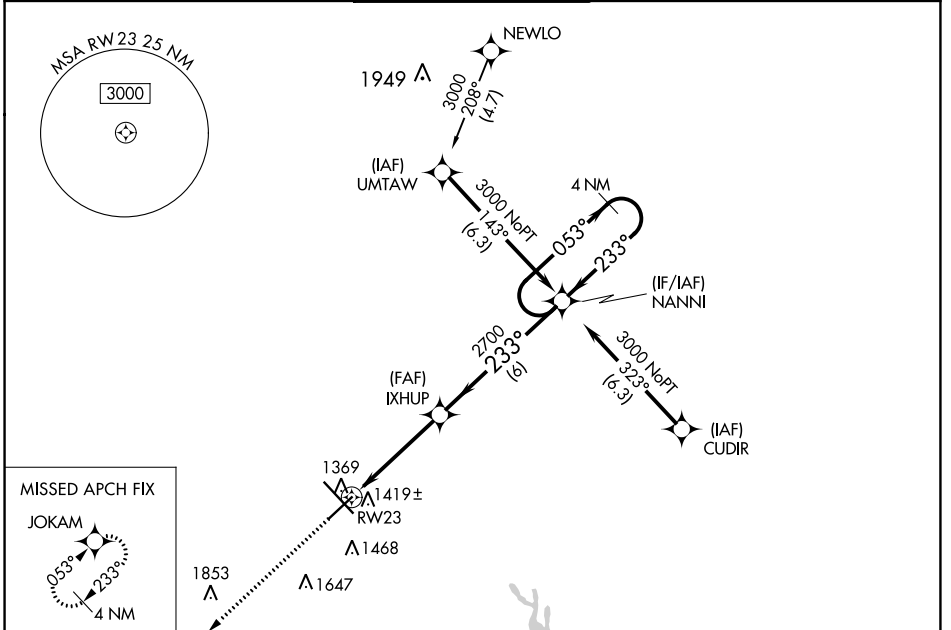 MSA RW23 25 NM
3000
NEWLO
1949
3000
208°
(4.7)
(IAF)
UMTAW
3000 NoPT
143°
(6.3)
4 NM
053°
233°
(IF/IAF)
NANNI
2700
233°
(6)
3000 NoPT
323°
(6.3)
(FAF)
IXHUP
(IAF)
CUDIR
1369
1419±
RW23
1468
1647
1853
MISSED APCH FIX
JOKAM
053°
233°
4 NM